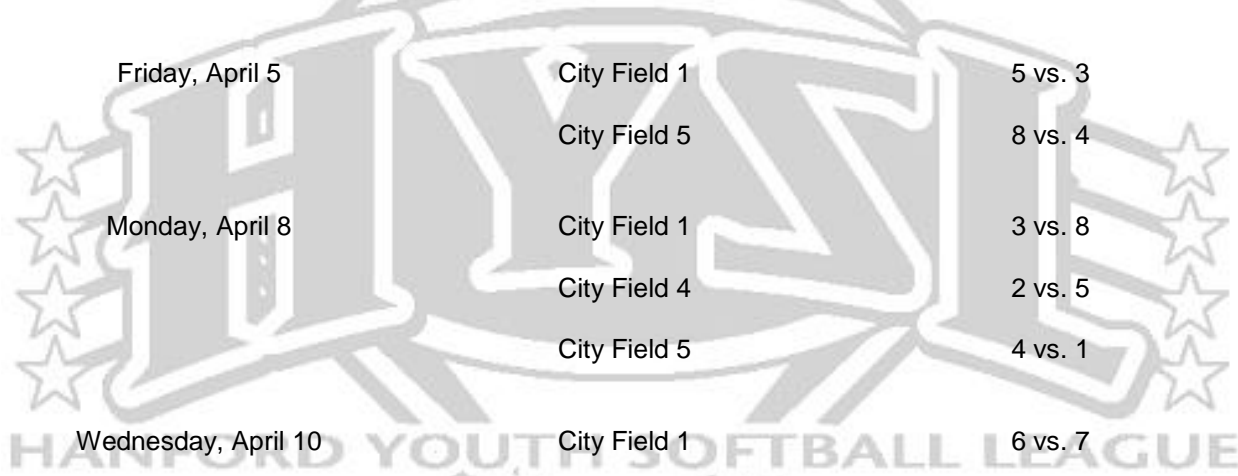 HYSL
Friday, April 5 City Field 1 5 vs. 3
City Field 5 8 vs. 4
Monday, April 8 City Field 1 3 vs. 8
City Field 4 2 vs. 5
City Field 5 4 vs. 1
Wednesday, April 10 City Field 1 6 vs. 7
HANFORD YOUTH SOFTBALL LEAGUE